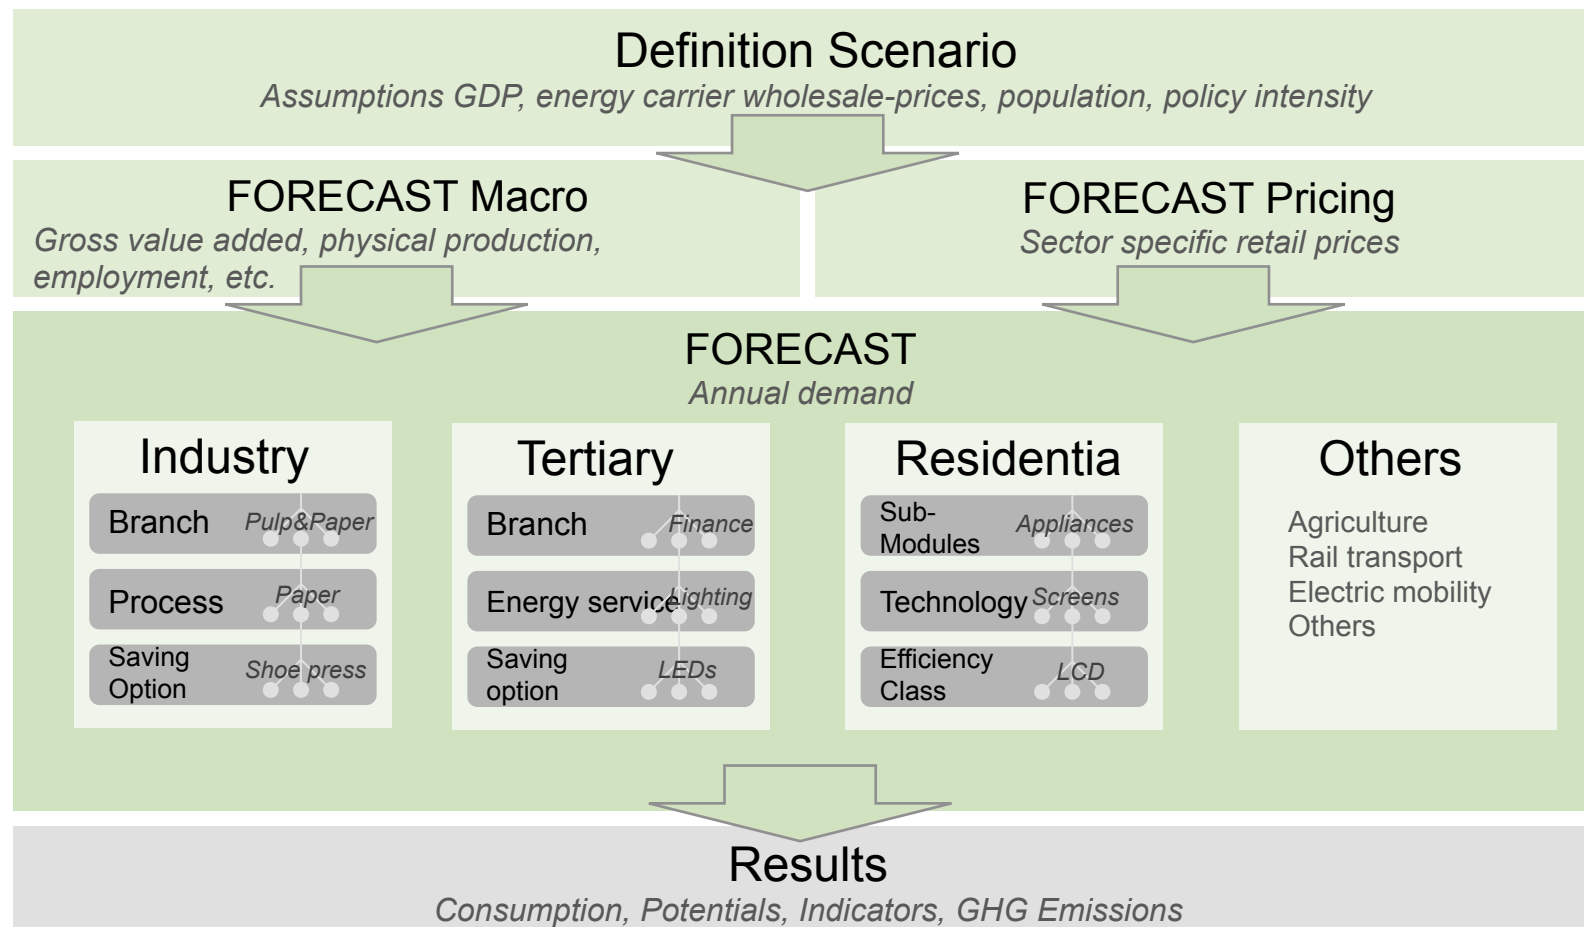 Definition Scenario
Assumptions GDP, energy carrier wholesale-prices, population, policy intensity
FORECAST Macro
Gross value added, physical production,
employment, etc.
FORECAST Pricing
Sector specific retail prices
FORECAST
Annual demand
Industry
Branch Pulp&Paper
Process Paper
Saving
Option
Shoe press
Tertiary
Branch Finance
Energy service Lighting
Saving
option
LEDs
Residentia
Sub-
Modules
Appliances
Technology Screens
Efficiency
Class
LCD
Others
Agriculture
Rail transport
Electric mobility
Others
Results
Consumption, Potentials, Indicators, GHG Emissions